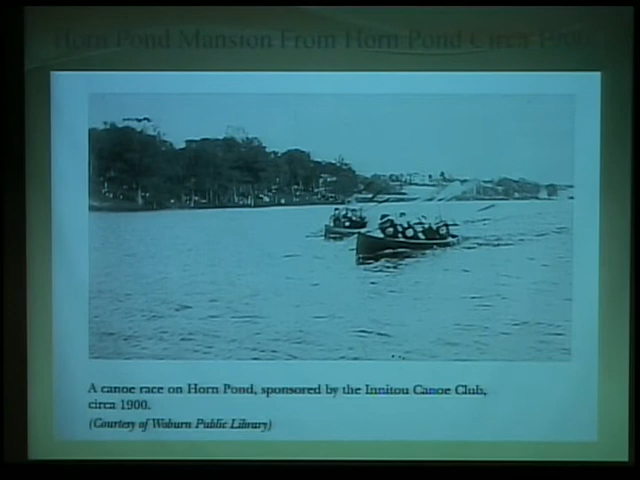 Horn Pond Mansion From Horn Pond Circa 1900
A canoe race on Horn Pond, sponsored by the Innitou Canoe Club,
circa 1900.
(Courtesy of Woburn Public Library)